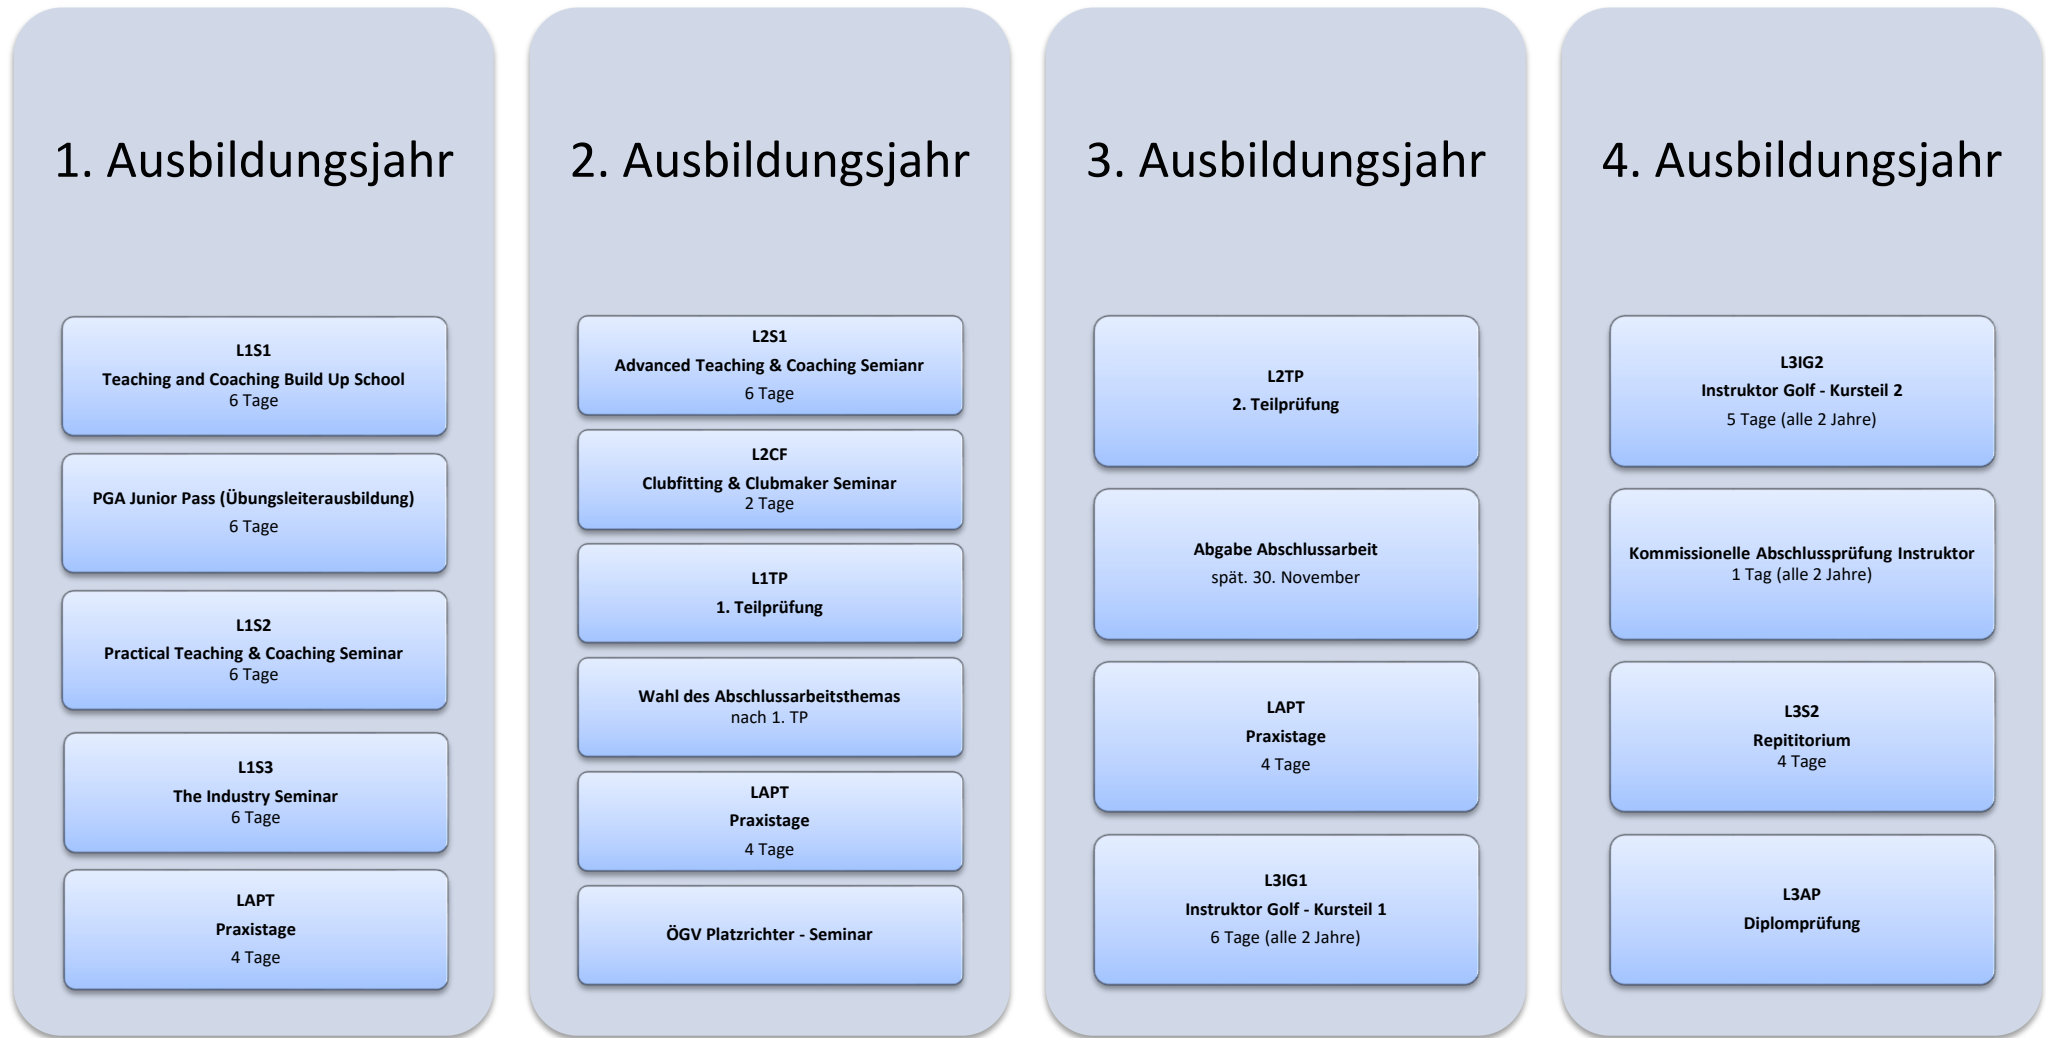 1. Ausbildungsjahr
L1S1
Teaching and Coaching Build Up School
6 Tage
PGA Junior Pass (Übungsleiterausbildung)
6 Tage
L1S2
Practical Teaching & Coaching Seminar
6 Tage
L1S3
The Industry Seminar
6 Tage
LAPT
Praxistage
4 Tage
2. Ausbildungsjahr
L2S1
Advanced Teaching & Coaching Semianr
6 Tage
L2CF
Clubfitting & Clubmaker Seminar
2 Tage
L1TP
1. Teilprüfung
Wahl des Abschlussarbeitsthemas
nach 1. TP
LAPT
Praxistage
4 Tage
ÖGV Platzrichter - Seminar
3. Ausbildungsjahr
L2TP
2. Teilprüfung
Abgabe Abschlussarbeit
spät. 30. November
LAPT
Praxistage
4 Tage
L3IG1
Instruktor Golf - Kursteil 1
6 Tage (alle 2 Jahre)
4. Ausbildungsjahr
L3IG2
Instruktor Golf - Kursteil 2
5 Tage (alle 2 Jahre)
Kommissionelle Abschlussprüfung Instruktor
1 Tag (alle 2 Jahre)
L3S2
Repititorium
4 Tage
L3AP
Diplomprüfung